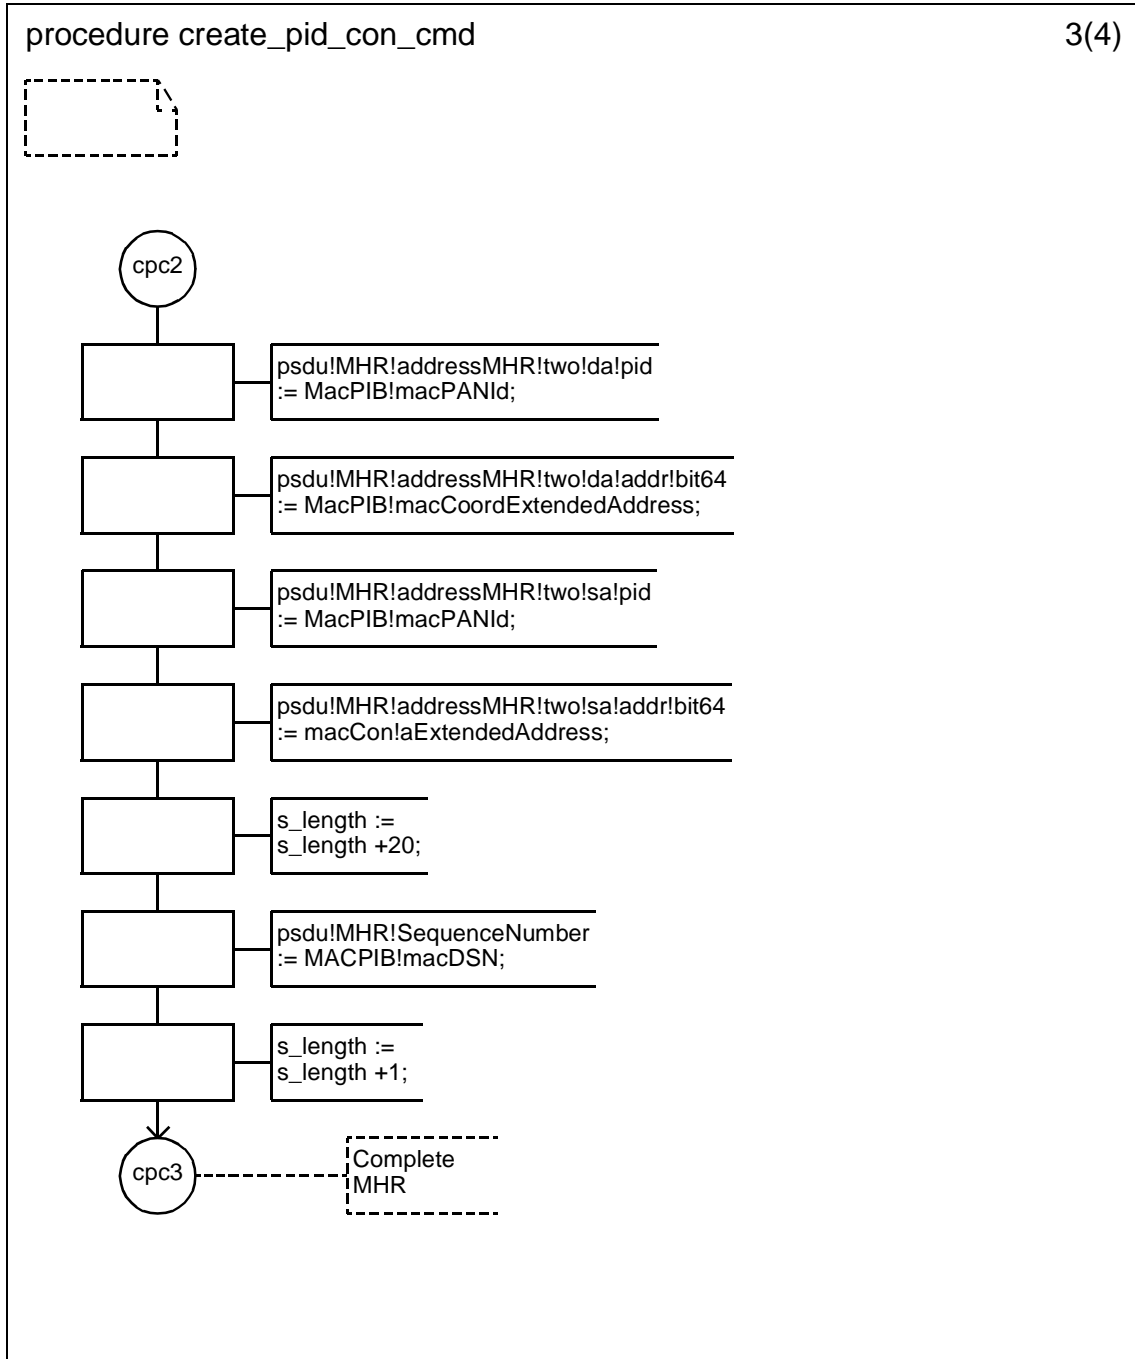 procedure create_pid_con_cmd
3(4)
cpc2
psdu!MHR!addressMHR!two!da!pid
:= MacPIB!macPANId;
psdu!MHR!addressMHR!two!da!addr!bit64
:= MacPIB!macCoordExtendedAddress;
psdu!MHR!addressMHR!two!sa!pid
:= MacPIB!macPANId;
psdu!MHR!addressMHR!two!sa!addr!bit64
:= macCon!aExtendedAddress;
s_length :=
s_length +20;
psdu!MHR!SequenceNumber
:= MACPIB!macDSN;
s_length :=
s_length +1;
cpc3
Complete
MHR